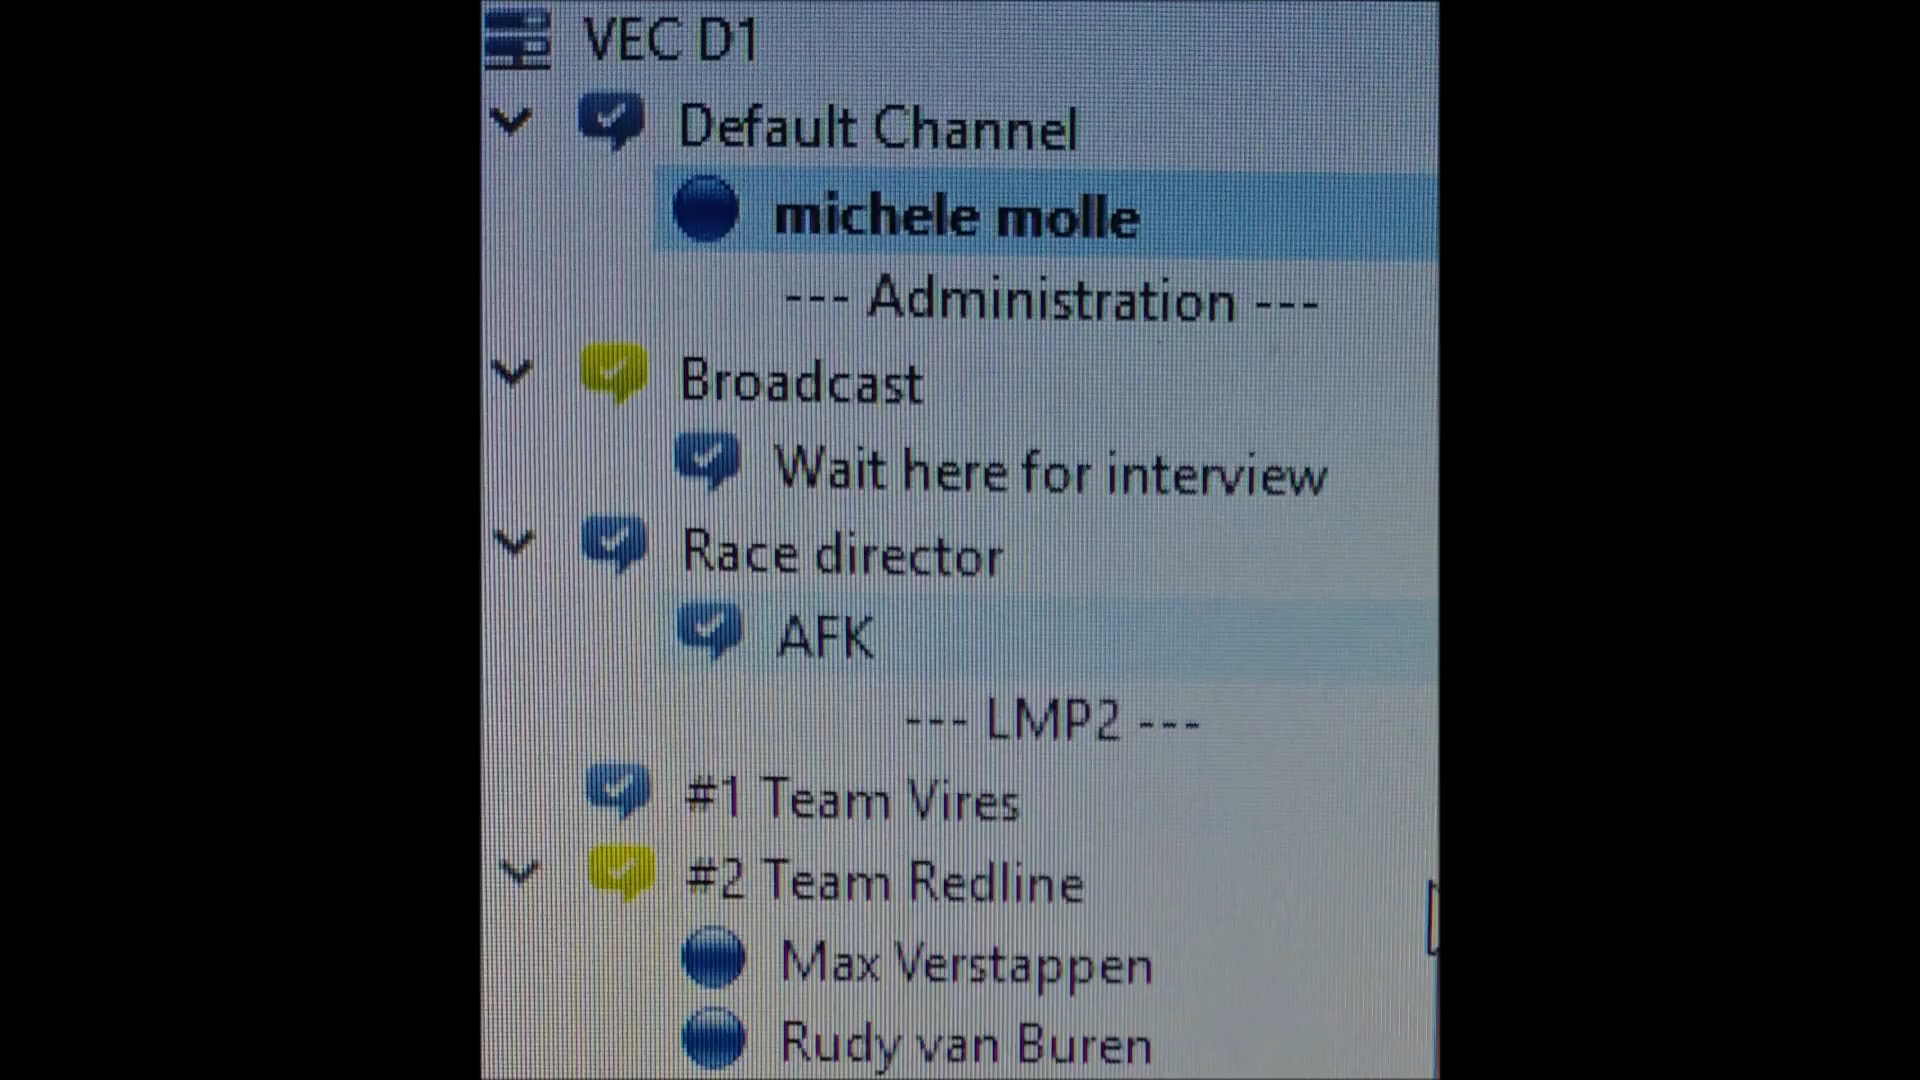 VEC D1
Default Channel
michele molle
--- Administration ---
Broadcast
Wait here for interview
Race director
AFK
--- LMP2 ---
#1 Team Vires
#2 Team Redline
Max Verstappen
Rudy van Buren